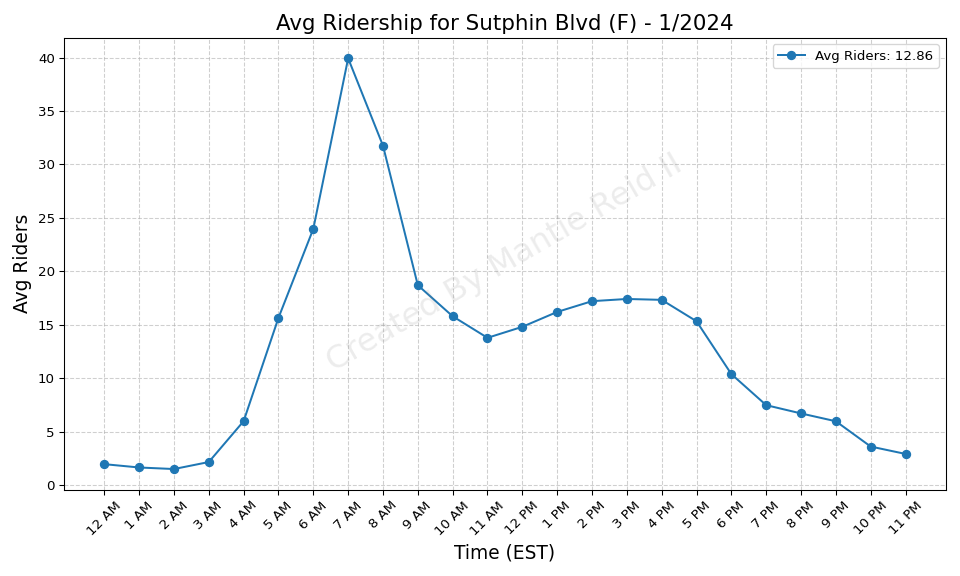 Avg Ridership for Sutphin Blvd (F) - 1/2024
Avg Riders: 12.86
Avg Riders
40
35
30
25
20
15
10
5
0
Created By Mantle Reid II
12 AM
1 AM
2 AM
3 AM
4 AM
5 AM
6 AM
7 AM
8 AM
9 AM
10 AM
11 AM
12 PM
1 PM
2 PM
3 PM
4 PM
5 PM
6 PM
7 PM
8 PM
9 PM
10 PM
11 PM
Time (EST)